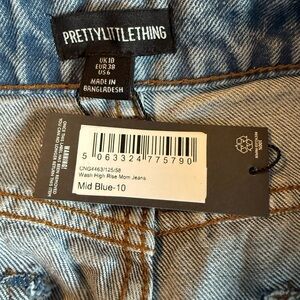 PRETTYLITTLETHING
UK 10
EUR 38
US 6
MADE IN
BANGLADESH
5 063324 775790
CNG4463/125/58
Wash High Rise Mom Jeans
Mid Blue-10